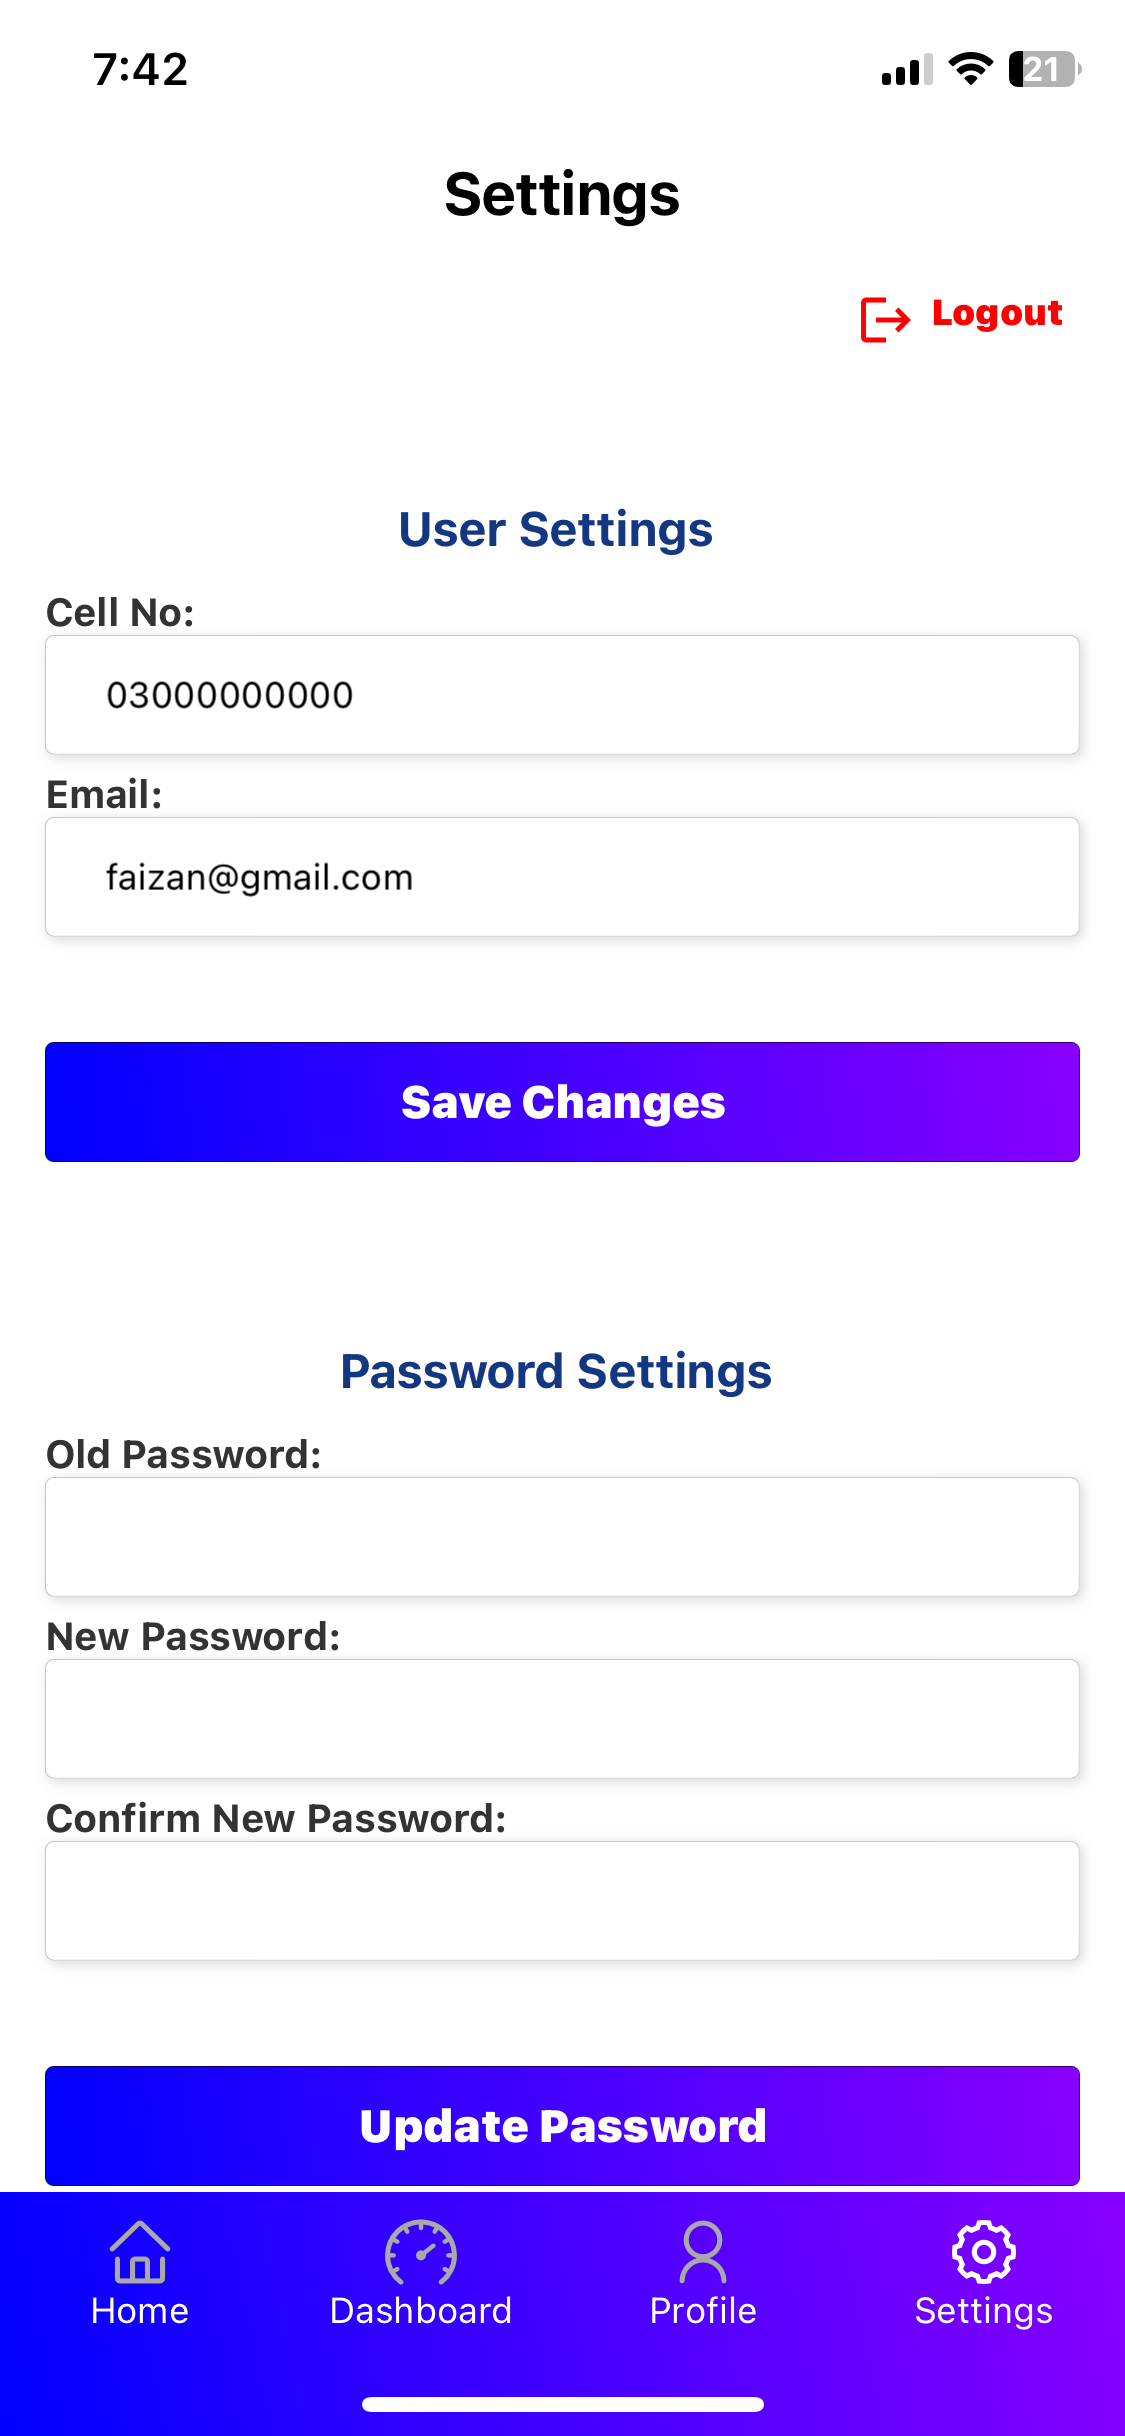 7:42
21
Settings
Logout
User Settings
Cell No:
03000000000
Email:
faizan@gmail.com
Save Changes
Password Settings
Old Password:
New Password:
Confirm New Password:
Update Password
Home Dashboard Profile Settings